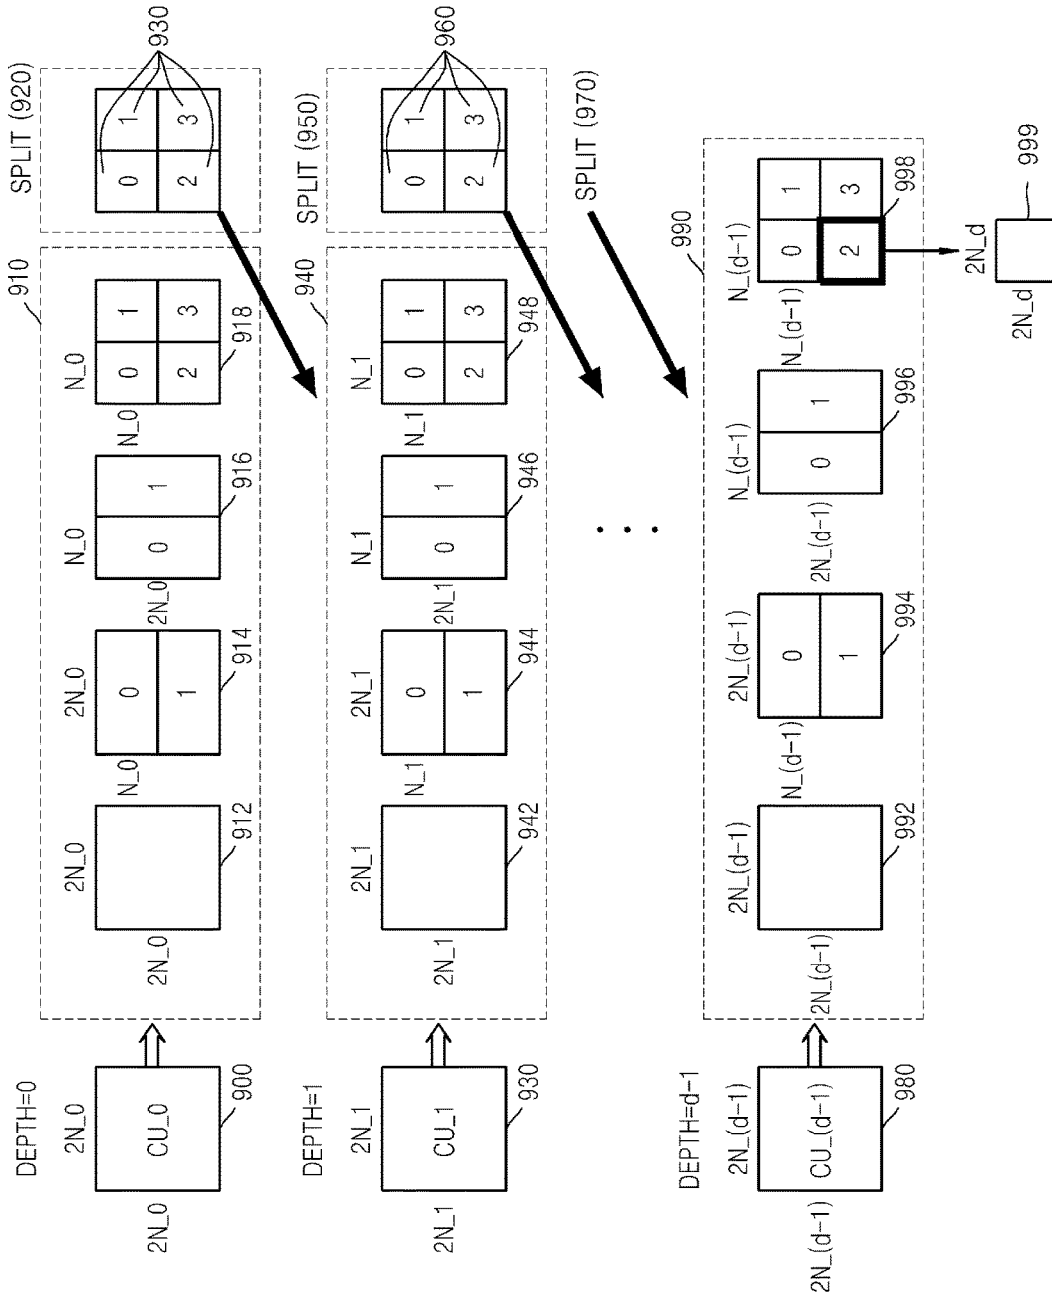 DEPTH=0
2N_0
2N_0
CU_0
900
910
2N_0
2N_0
912
2N_0
N_0
0
1
914
N_0
2N_0
0
1
916
N_0
N_0
0
1
2
3
918
SPLIT (920)
0
1
2
3
930
DEPTH=1
2N_1
2N_1
CU_1
930
940
2N_1
2N_1
942
2N_1
N_1
0
1
944
N_1
2N_1
0
1
946
N_1
N_1
0
1
2
3
948
SPLIT (950)
0
1
2
3
960
SPLIT (970)
. . .
DEPTH=d-1
2N_(d-1)
2N_(d-1)
CU_(d-1)
980
990
2N_(d-1)
2N_(d-1)
992
2N_(d-1)
N_(d-1)
0
1
994
N_(d-1)
2N_(d-1)
0
1
996
N_(d-1)
N_(d-1)
0
1
2
3
998
2N_d
2N_d
999